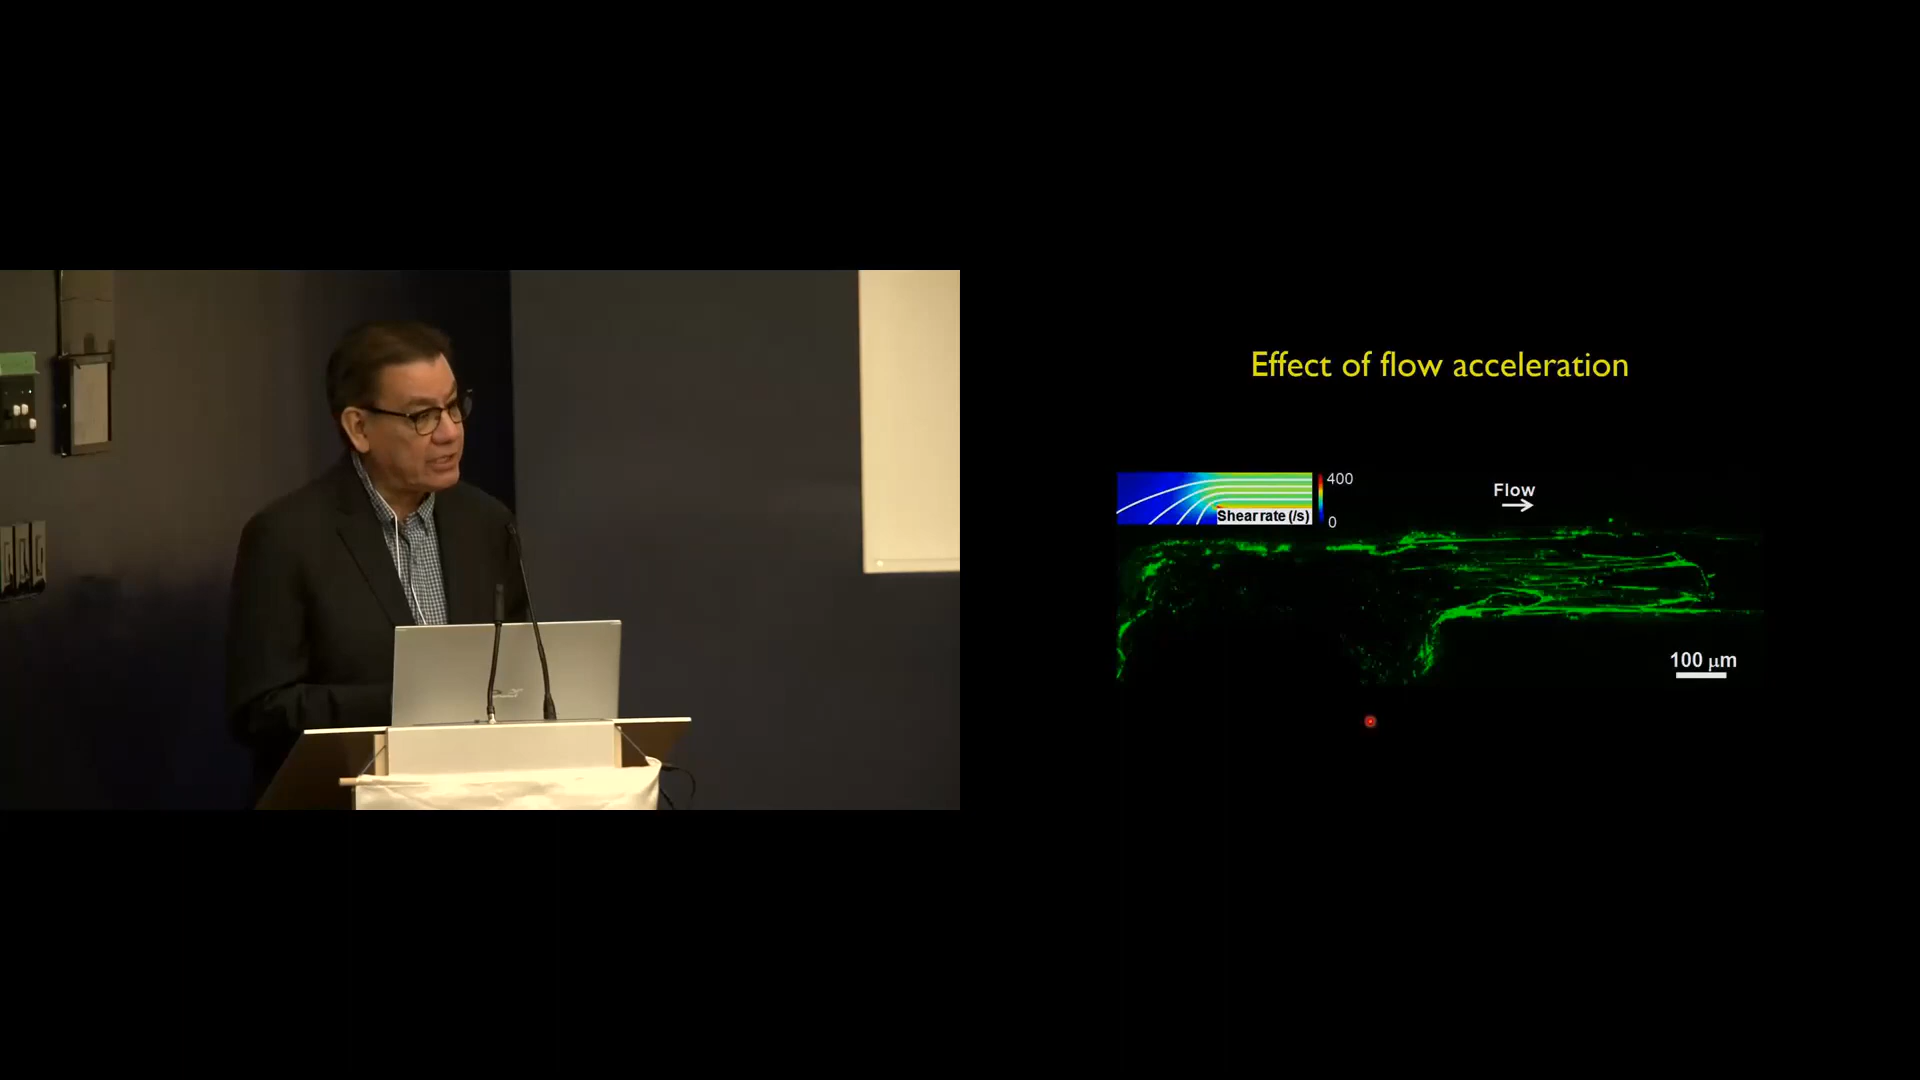 Effect of flow acceleration
400
Flow
Shear rate (/s)
0
100 μm